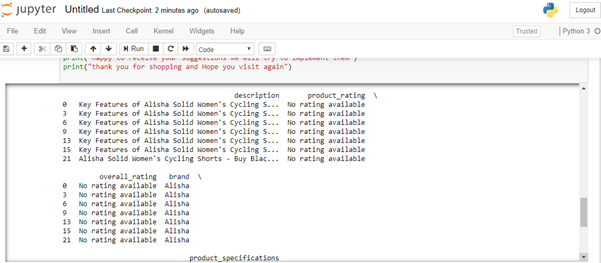 jupyter Untitled Last Checkpoint: 2 minutes ago (autosaved) Logout
File Edit View Insert Cell Kernel Widgets Help Trusted Python 3
Run Code
print("happy to receive your suggestions we will try to implement them")
print("thank you for shopping and Hope you visit again")
description product_rating \
0 Key Features of Alisha Solid Women's Cycling S... No rating available
3 Key Features of Alisha Solid Women's Cycling S... No rating available
6 Key Features of Alisha Solid Women's Cycling S... No rating available
9 Key Features of Alisha Solid Women's Cycling S... No rating available
13 Key Features of Alisha Solid Women's Cycling S... No rating available
15 Key Features of Alisha Solid Women's Cycling S... No rating available
21 Alisha Solid Women's Cycling Shorts - Buy Blac... No rating available
overall_rating brand \
0 No rating available Alisha
3 No rating available Alisha
6 No rating available Alisha
9 No rating available Alisha
13 No rating available Alisha
15 No rating available Alisha
21 No rating available Alisha
product_specifications